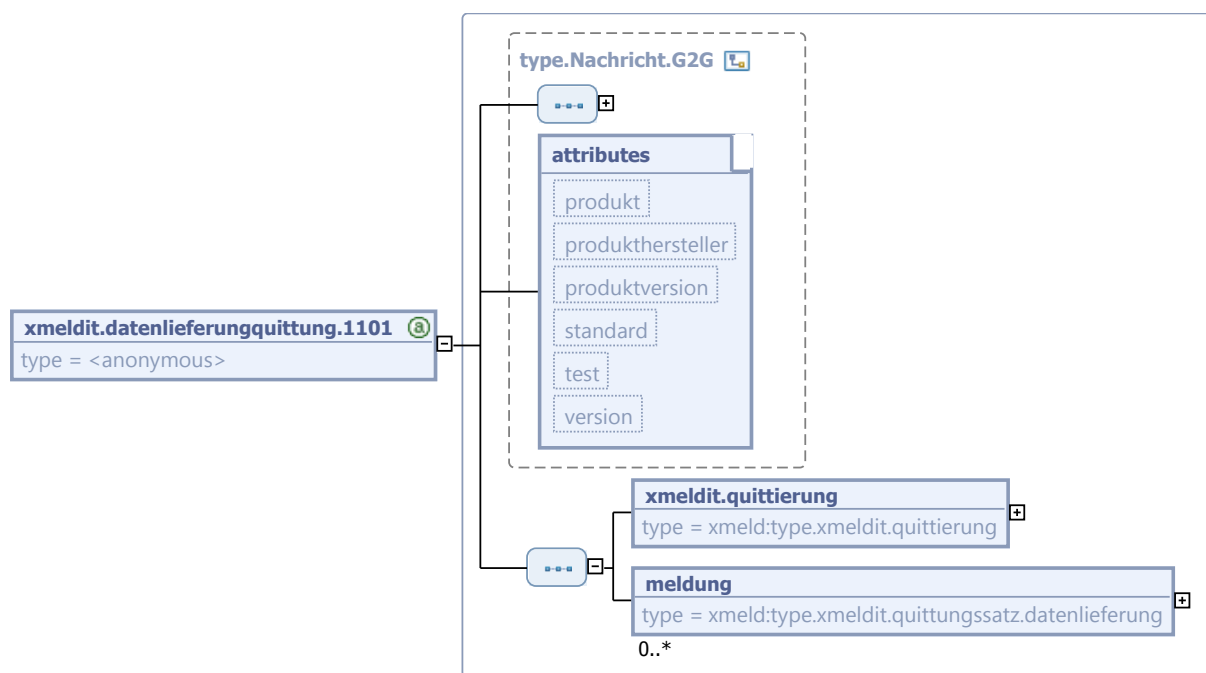 type.Nachricht.G2G
attributes
produkt
produkthersteller
produktversion
standard
test
version
xmeldit.datenlieferungquittung.1101 a
type = <anonymous>
xmeldit.quittierung
type = xmeld:type.xmeldit.quittierung
meldung
type = xmeld:type.xmeldit.quittungssatz.datenlieferung
0..*